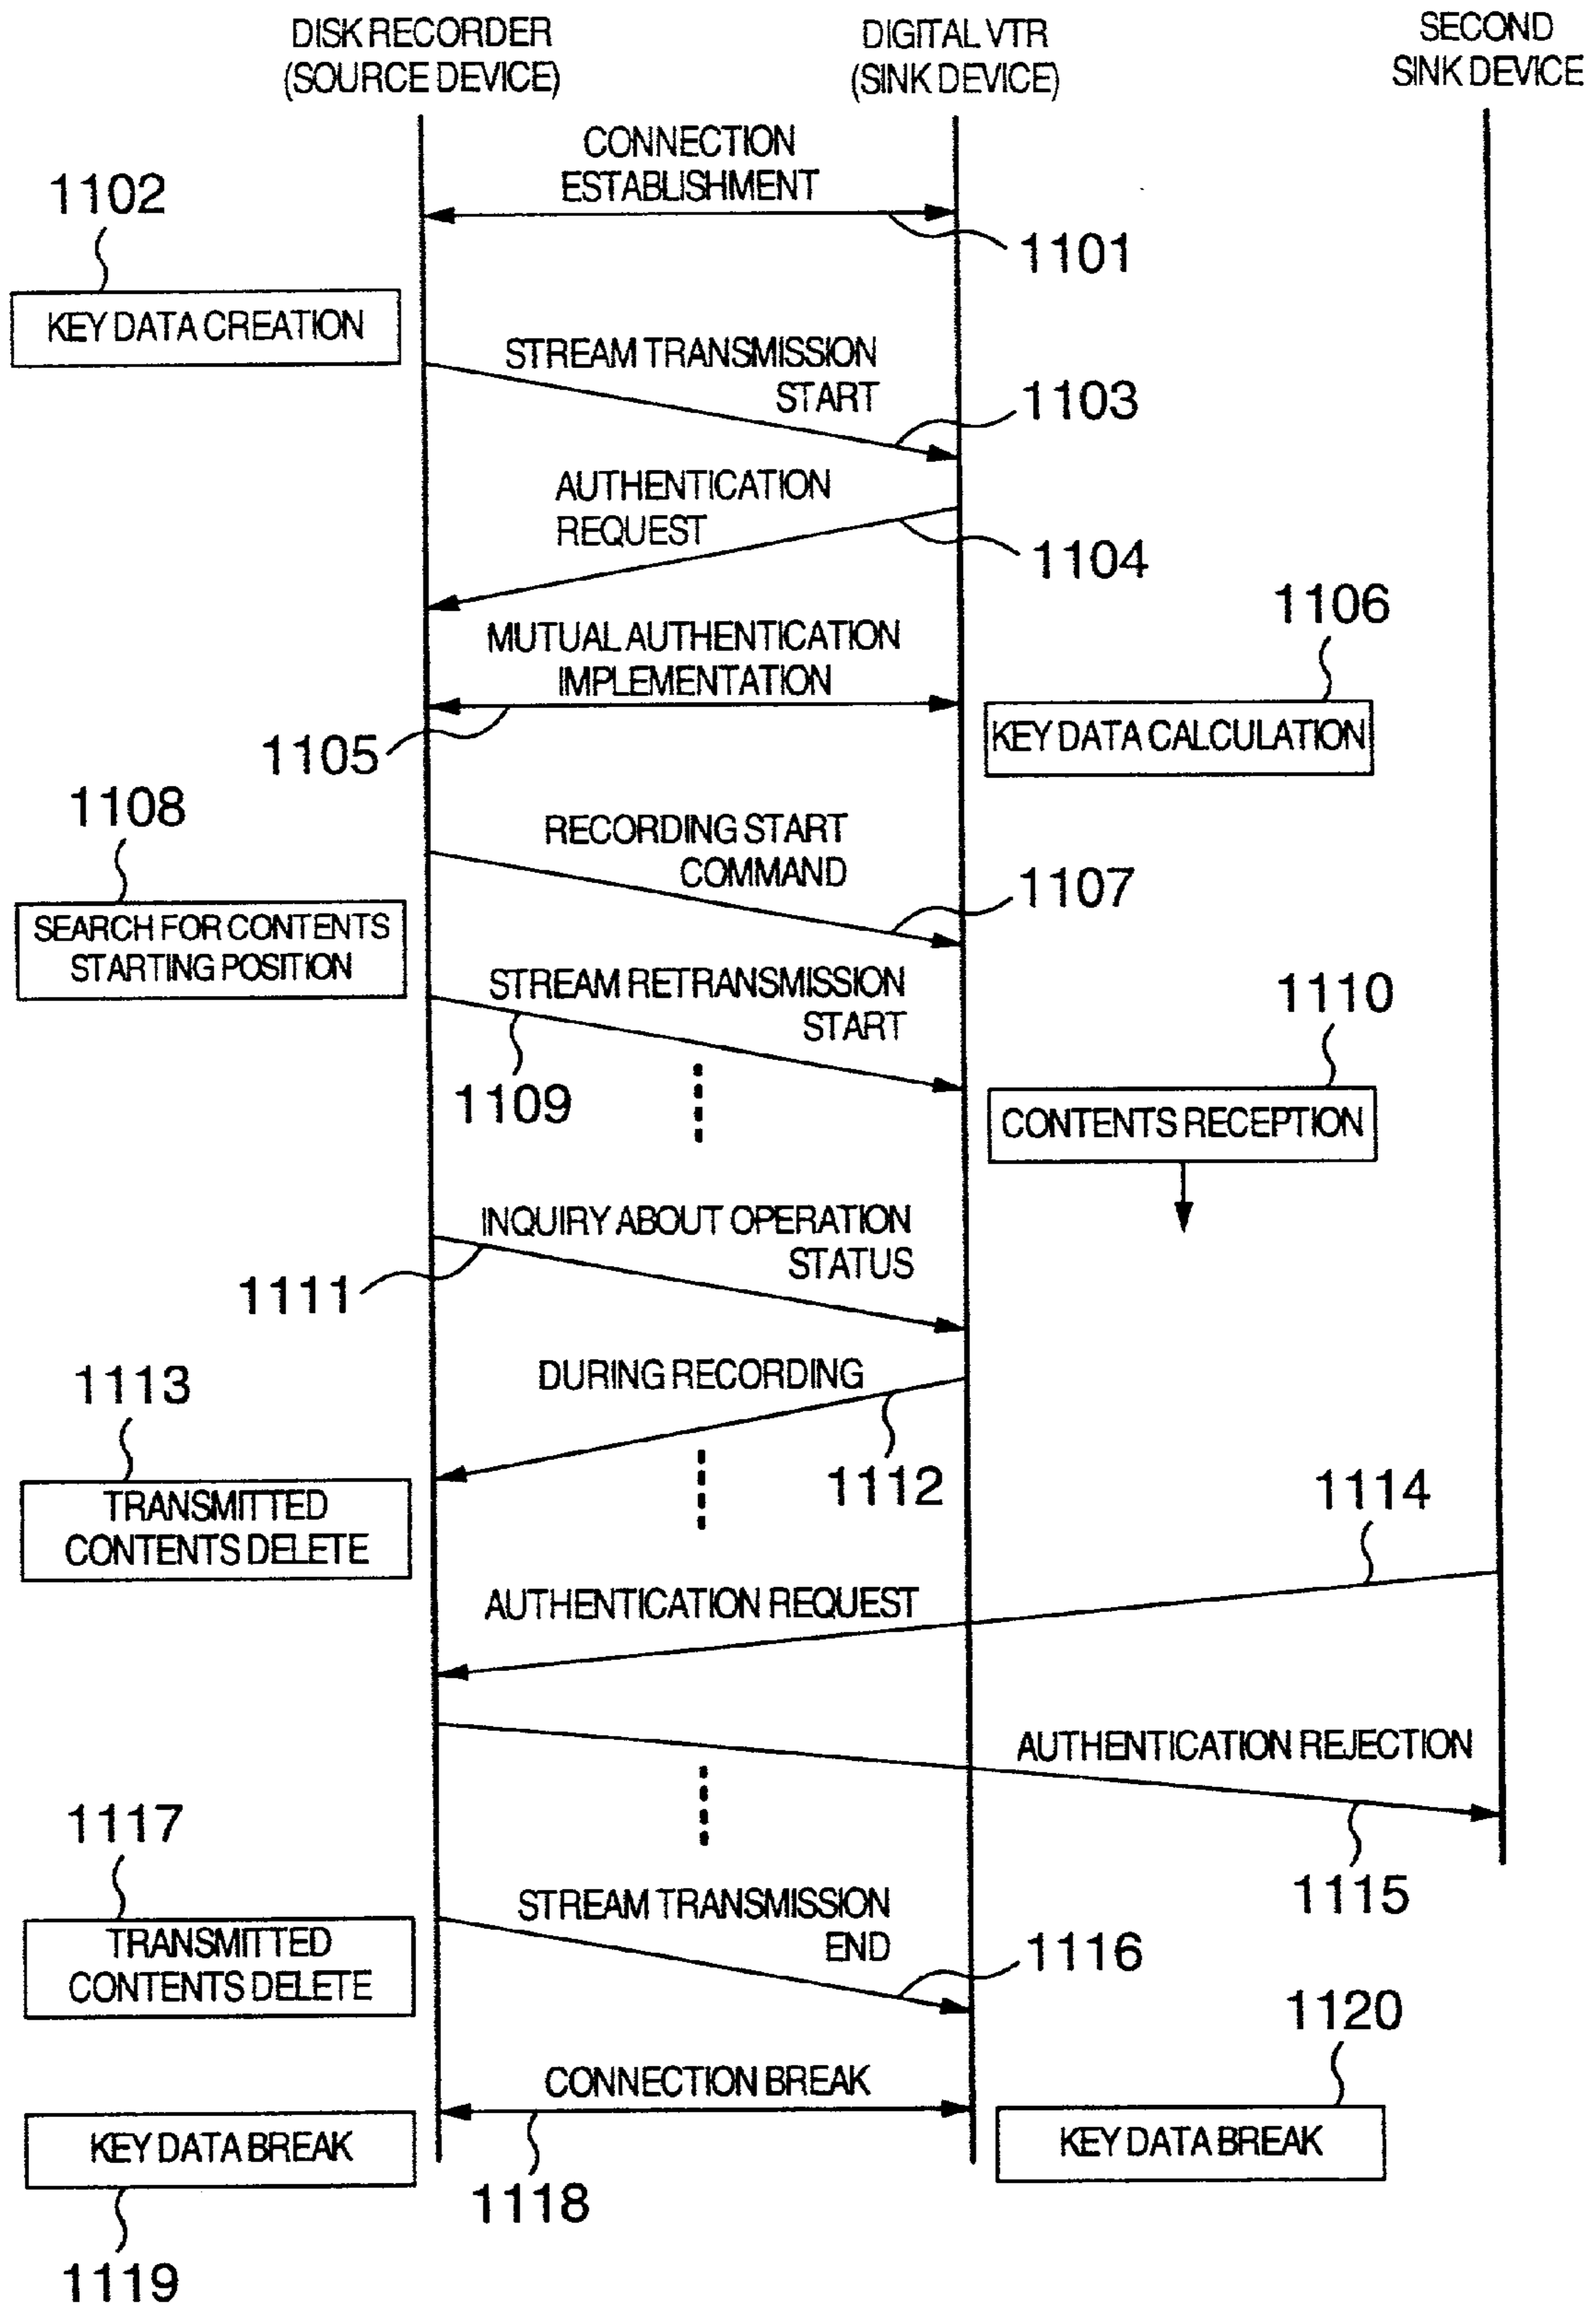 DISK RECORDER
(SOURCE DEVICE)
DIGITAL VTR
(SINK DEVICE)
SECOND
SINK DEVICE
CONNECTION
ESTABLISHMENT
1101
1102
KEY DATA CREATION
STREAM TRANSMISSION
START
1103
AUTHENTICATION
REQUEST
1104
MUTUAL AUTHENTICATION
IMPLEMENTATION
1105
1106
KEY DATA CALCULATION
RECORDING START
COMMAND
1107
1108
SEARCH FOR CONTENTS
STARTING POSITION
STREAM RETRANSMISSION
START
1109
1110
CONTENTS RECEPTION
INQUIRY ABOUT OPERATION
STATUS
1111
DURING RECORDING
1112
1113
TRANSMITTED
CONTENTS DELETE
1114
AUTHENTICATION REQUEST
AUTHENTICATION REJECTION
1115
STREAM TRANSMISSION
END
1116
1117
TRANSMITTED
CONTENTS DELETE
CONNECTION BREAK
1118
KEY DATA BREAK
1119
1120
KEY DATA BREAK